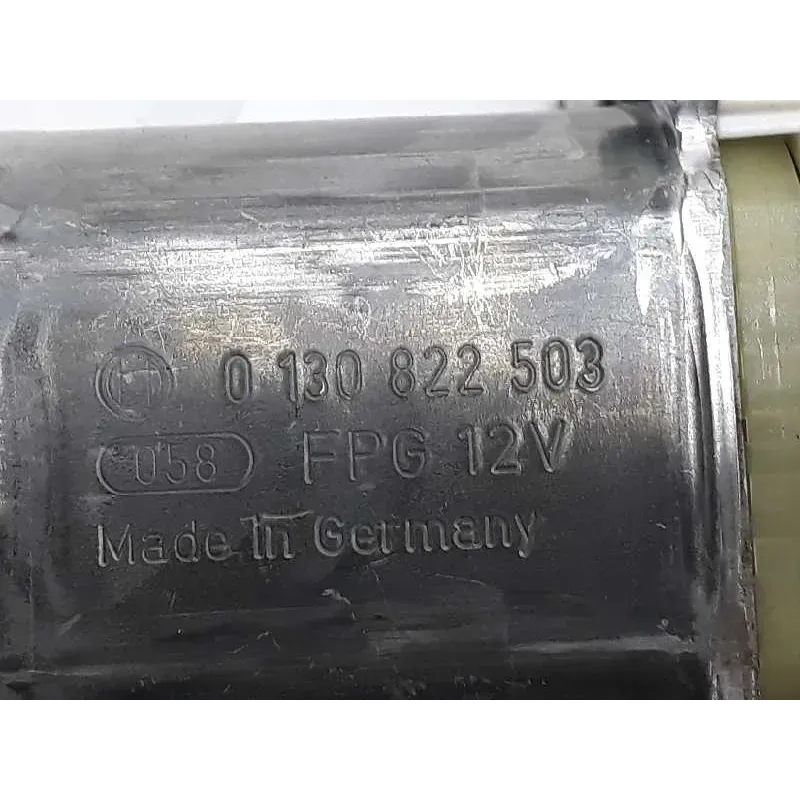 0 130 822 503
058 FPG 12V
Made in Germany